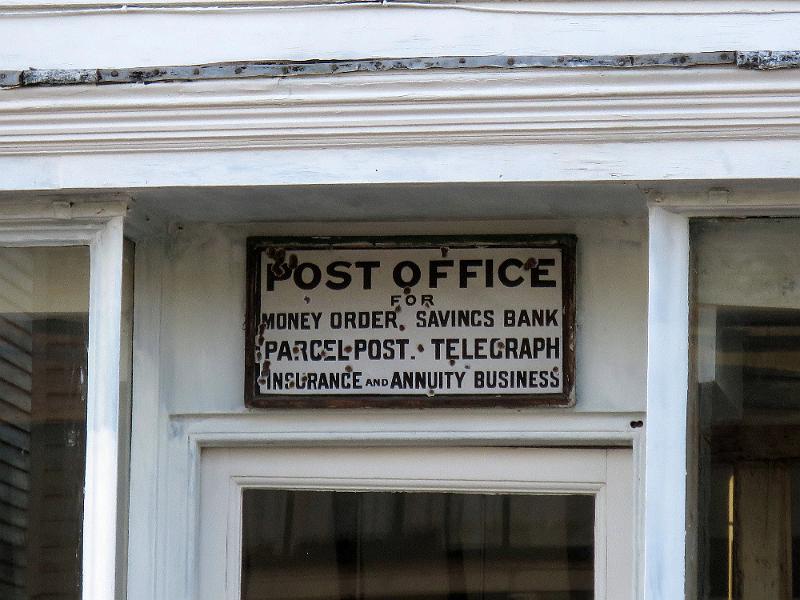 POST OFFICE
FOR
MONEY ORDER. SAVINGS BANK
PARCEL·POST. TELEGRAPH
INSURANCE AND ANNUITY BUSINESS